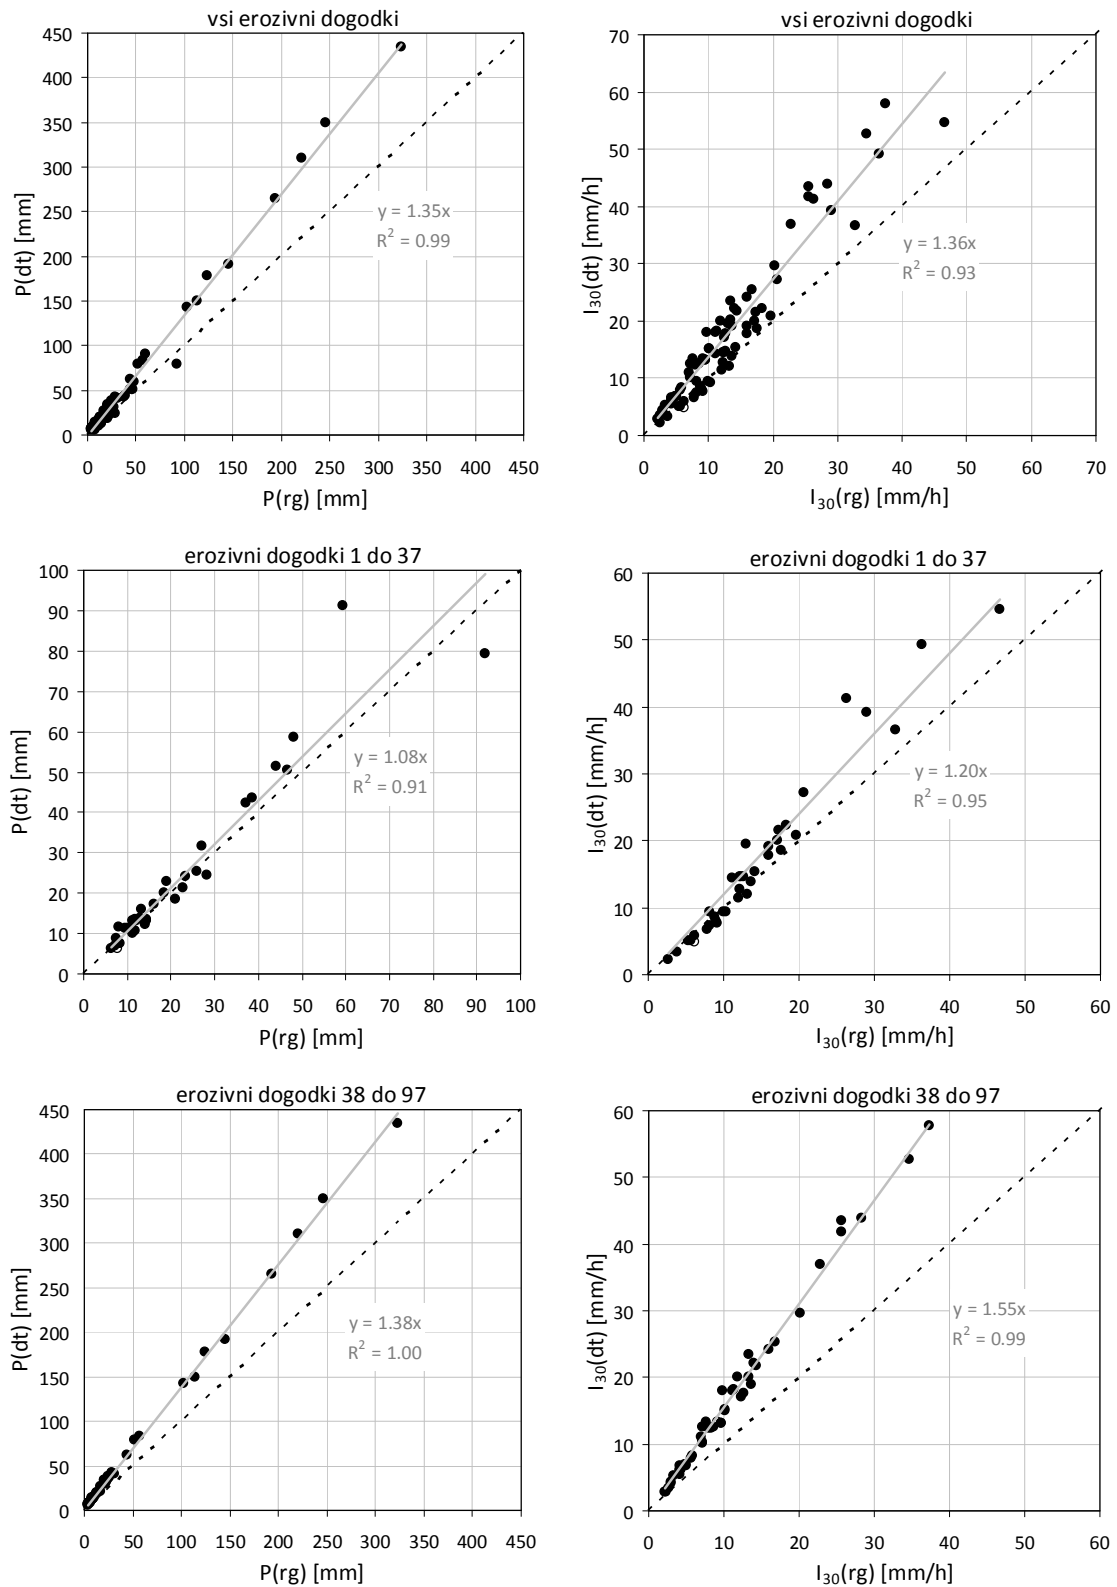 vsi erozivni dogodki
450
400
350
300
250
200
150
100
50
0
P(dt) [mm]
y = 1.35x
R² = 0.99
0 50 100 150 200 250 300 350 400 450
P(rg) [mm]
vsi erozivni dogodki
70
60
50
40
30
20
10
0
I₃₀(dt) [mm/h]
y = 1.36x
R² = 0.93
0 10 20 30 40 50 60 70
I₃₀(rg) [mm/h]
erozivni dogodki 1 do 37
100
90
80
70
60
50
40
30
20
10
0
P(dt) [mm]
y = 1.08x
R² = 0.91
0 10 20 30 40 50 60 70 80 90 100
P(rg) [mm]
erozivni dogodki 1 do 37
60
50
40
30
20
10
0
I₃₀(dt) [mm/h]
y = 1.20x
R² = 0.95
0 10 20 30 40 50 60
I₃₀(rg) [mm/h]
erozivni dogodki 38 do 97
450
400
350
300
250
200
150
100
50
0
P(dt) [mm]
y = 1.38x
R² = 1.00
0 50 100 150 200 250 300 350 400 450
P(rg) [mm]
erozivni dogodki 38 do 97
60
50
40
30
20
10
0
I₃₀(dt) [mm/h]
y = 1.55x
R² = 0.99
0 10 20 30 40 50 60
I₃₀(rg) [mm/h]